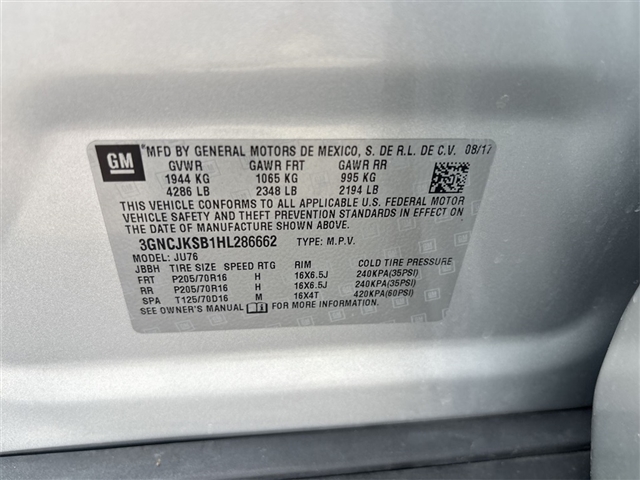 GM
MFD BY GENERAL MOTORS DE MEXICO, S. DE R.L. DE C.V. 08/17
GVWR GAWR FRT GAWR RR
1944 KG 1065 KG 995 KG
4286 LB 2348 LB 2194 LB
THIS VEHICLE CONFORMS TO ALL APPLICABLE U.S. FEDERAL MOTOR
VEHICLE SAFETY AND THEFT PREVENTION STANDARDS IN EFFECT ON
THE DATE OF MANUFACTURE SHOWN ABOVE.
3GNCJKSB1HL286662 TYPE: M.P.V.
MODEL: JU76
JBBH TIRE SIZE SPEED RTG RIM COLD TIRE PRESSURE
FRT P205/70R16 H 16X6.5J 240KPA(35PSI)
RR P205/70R16 H 16X6.5J 240KPA(35PSI)
SPA T125/70D16 M 16X4T 420KPA(60PSI)
SEE OWNER'S MANUAL FOR MORE INFORMATION.